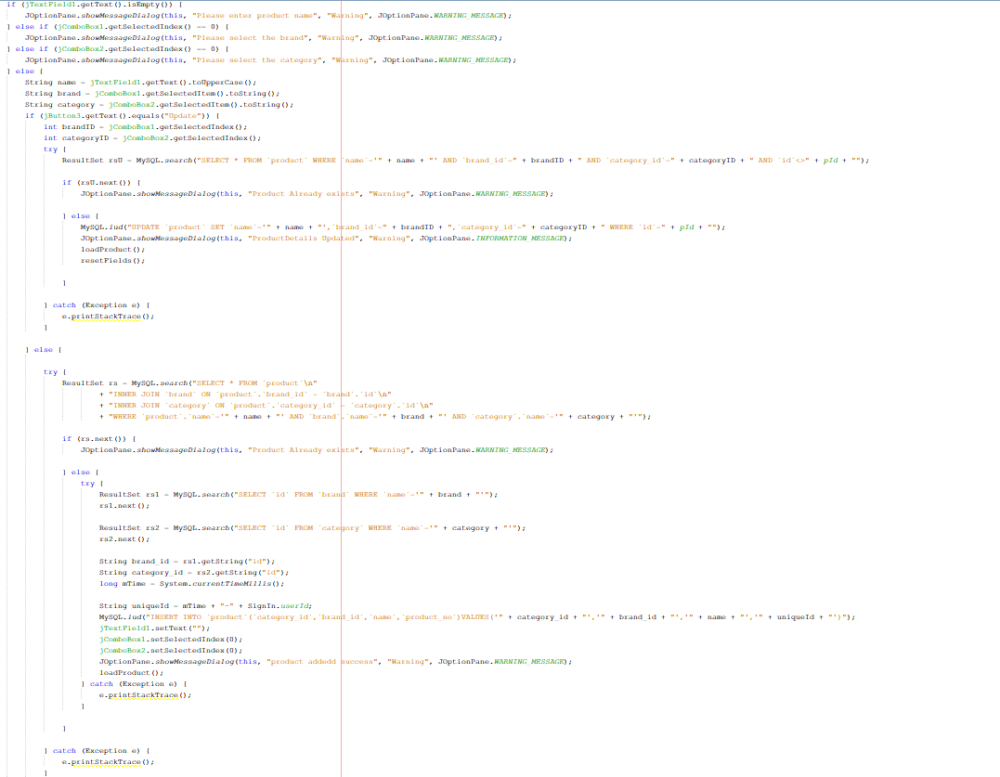 if (jTextField1.getText().isEmpty()) {
JOptionPane.showMessageDialog(this, "Please enter product name", "Warning", JOptionPane.WARNING_MESSAGE);
} else if (jComboBox1.getSelectedIndex() == 0) {
JOptionPane.showMessageDialog(this, "Please select the brand", "Warning", JOptionPane.WARNING_MESSAGE);
} else if (jComboBox2.getSelectedIndex() == 0) {
JOptionPane.showMessageDialog(this, "Please select the category", "Warning", JOptionPane.WARNING_MESSAGE);
} else {
String name = jTextField1.getText().toUpperCase();
String brand = jComboBox1.getSelectedItem().toString();
String category = jComboBox2.getSelectedItem().toString();
if (jButton3.getText().equals("Update")) {
int brandID = jComboBox1.getSelectedIndex();
int categoryID = jComboBox2.getSelectedIndex();
try {
ResultSet rsU = MySQL.search("SELECT * FROM `product` WHERE `name`='" + name + "' AND `brand_id`=" + brandID + " AND `category_id`=" + categoryID + " AND `id`<>" + pId + "");
if (rsU.next()) {
JOptionPane.showMessageDialog(this, "Product Already exists", "Warning", JOptionPane.WARNING_MESSAGE);
} else {
MySQL.iud("UPDATE `product` SET `name`='" + name + "',`brand_id`=" + brandID + ",`category_id`=" + categoryID + " WHERE `id`=" + pId + "");
JOptionPane.showMessageDialog(this, "ProductDetails Updated", "Warning", JOptionPane.INFORMATION_MESSAGE);
loadProduct();
resetFields();
}
} catch (Exception e) {
e.printStackTrace();
}
} else {
try {
ResultSet rs = MySQL.search("SELECT * FROM `product`\n"
+ "INNER JOIN `brand` ON `product`.`brand_id` = `brand`.`id`\n"
+ "INNER JOIN `category` ON `product`.`category_id` = `category`.`id`\n"
+ "WHERE `product`.`name`='" + name + "' AND `brand`.`name`='" + brand + "' AND `category`.`name`='" + category + "'");
if (rs.next()) {
JOptionPane.showMessageDialog(this, "Product Already exists", "Warning", JOptionPane.WARNING_MESSAGE);
} else {
try {
ResultSet rs1 = MySQL.search("SELECT `id` FROM `brand` WHERE `name`='" + brand + "'");
rs1.next();
ResultSet rs2 = MySQL.search("SELECT `id` FROM `category` WHERE `name`='" + category + "'");
rs2.next();
String brand_id = rs1.getString("id");
String category_id = rs2.getString("id");
long mTime = System.currentTimeMillis();
String uniqueId = mTime + "-" + SignIn.userId;
MySQL.iud("INSERT INTO `product`(`category_id`,`brand_id`,`name`,`product_no`)VALUES('" + category_id + "','" + brand_id + "','" + name + "','" + uniqueId + "')");
jTextField1.setText("");
jComboBox1.setSelectedIndex(0);
jComboBox2.setSelectedIndex(0);
JOptionPane.showMessageDialog(this, "product addedd success", "Warning", JOptionPane.WARNING_MESSAGE);
loadProduct();
} catch (Exception e) {
e.printStackTrace();
}
}
} catch (Exception e) {
e.printStackTrace();
}